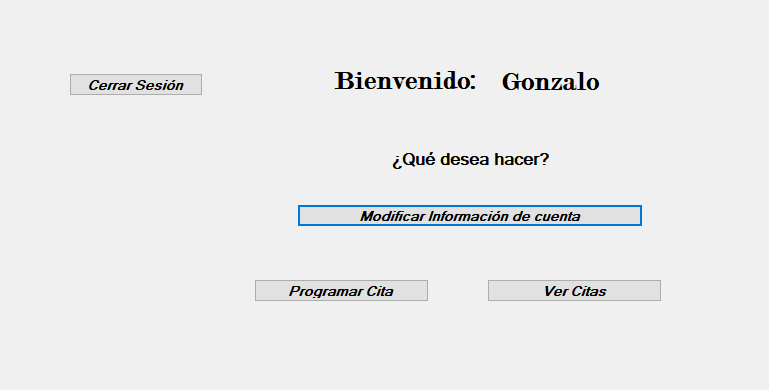 Bienvenido: Gonzalo
Cerrar Sesión
¿Qué desea hacer?
Modificar Información de cuenta
Programar Cita
Ver Citas